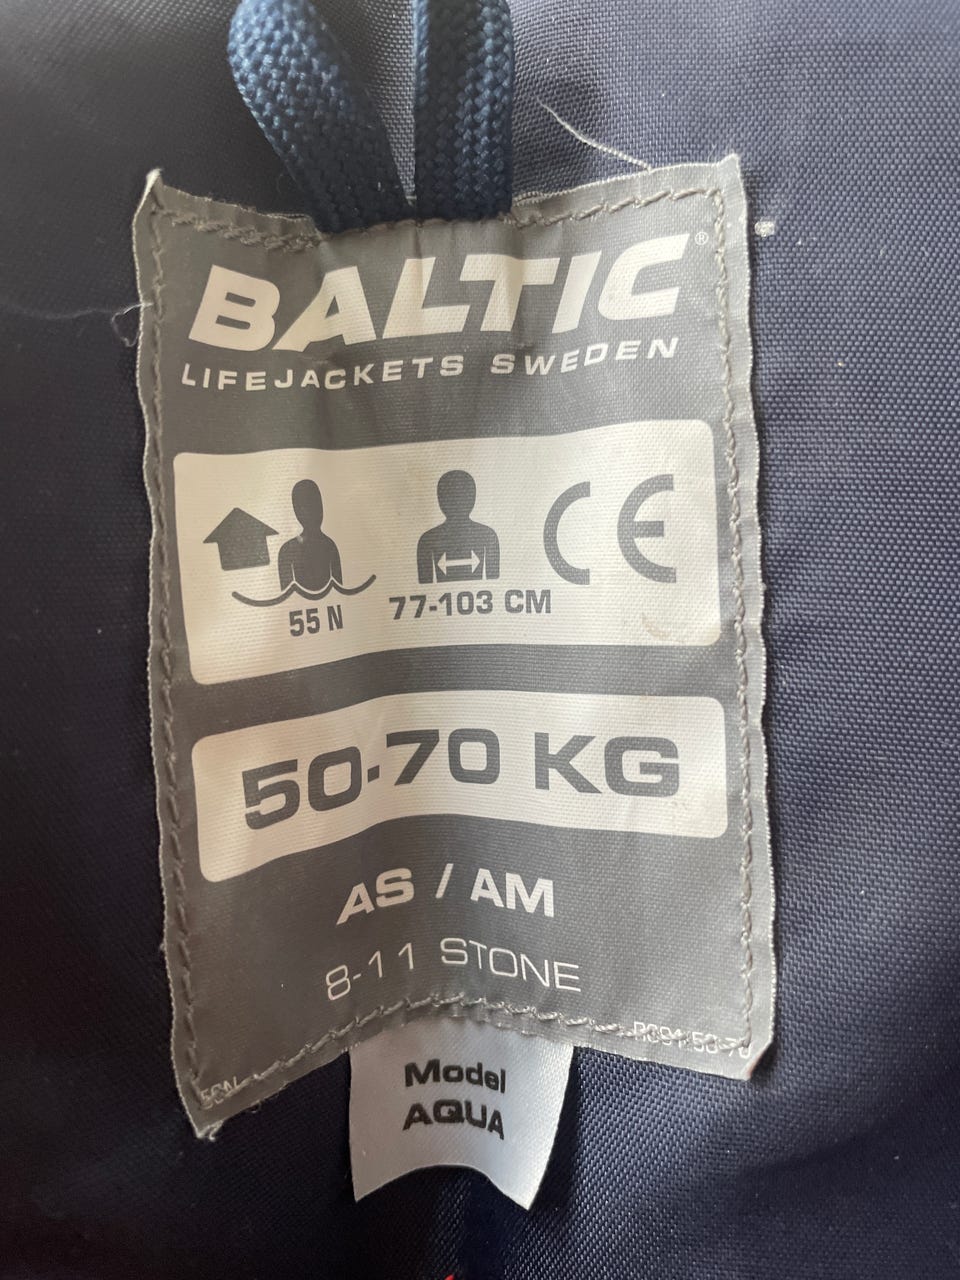 BALTIC®
LIFEJACKETS SWEDEN
CE
55 N
77-103 CM
50-70 KG
AS / AM
8-11 STONE
Model
AQUA